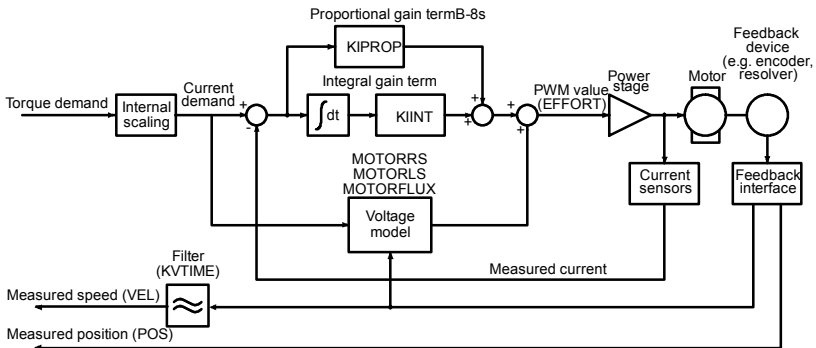 Proportional gain termB-8s
KIPROP
Feedback
device
(e.g. encoder,
resolver)
Power
stage
Motor
Integral gain term
Current
demand
PWM value
(EFFORT)
Torque demand
Internal
scaling
+
-
∫dt
KIINT
+
+
+
+
MOTORRS
MOTORLS
MOTORFLUX
Voltage
model
Current
sensors
Feedback
interface
Filter
(KVTIME)
Measured current
Measured speed (VEL)
Measured position (POS)